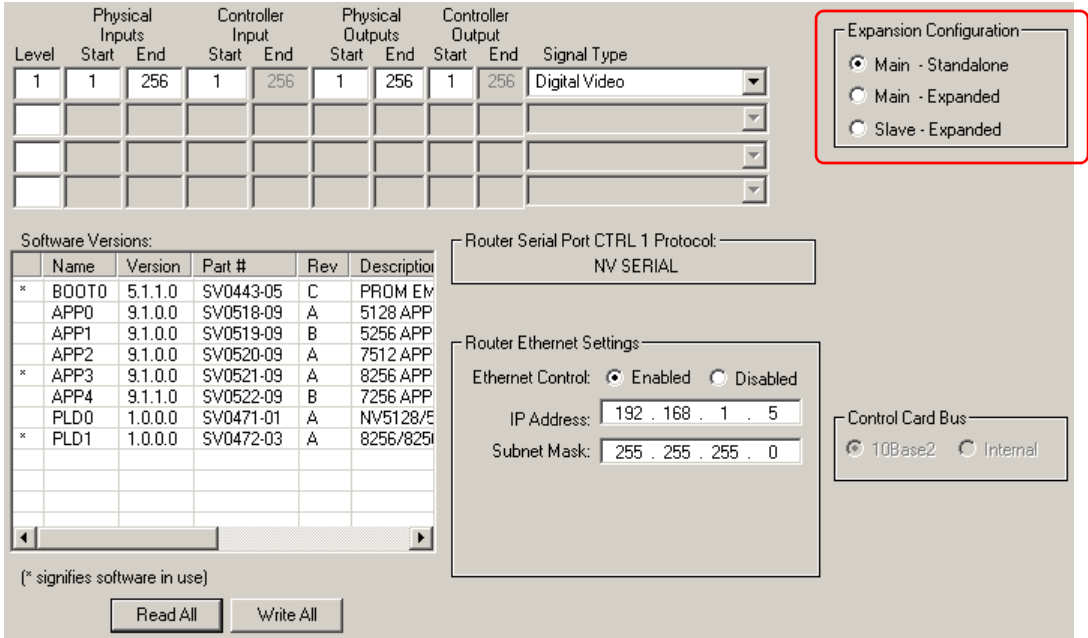 Physical Inputs Controller Input Physical Outputs Controller Output
Level Start End Start End Start End Start End Signal Type
1 1 256 1 256 1 256 1 256 Digital Video
Expansion Configuration
Main - Standalone
Main - Expanded
Slave - Expanded
Software Versions:
Name Version Part # Rev Description
* BOOT0 5.1.1.0 SV0443-05 C PROM EM
APP0 9.1.0.0 SV0518-09 A 5128 APP
APP1 9.1.0.0 SV0519-09 B 5256 APP
APP2 9.1.0.0 SV0520-09 A 7512 APP
* APP3 9.1.0.0 SV0521-09 A 8256 APP
APP4 9.1.1.0 SV0522-09 B 7256 APP
PLD0 1.0.0.0 SV0471-01 A NV5128/5
* PLD1 1.0.0.0 SV0472-03 A 8256/825
(* signifies software in use)
Read All Write All
Router Serial Port CTRL 1 Protocol:
NV SERIAL
Router Ethernet Settings
Ethernet Control: Enabled Disabled
IP Address: 192 . 168 . 1 . 5
Subnet Mask: 255 . 255 . 255 . 0
Control Card Bus
10Base2 Internal